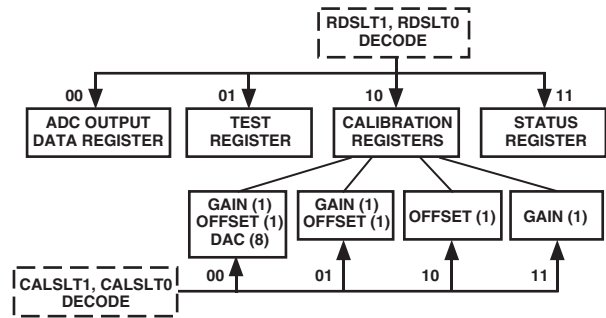 RDSLT1, RDSLT0
DECODE
00
01
10
11
ADC OUTPUT
DATA REGISTER
TEST
REGISTER
CALIBRATION
REGISTERS
STATUS
REGISTER
GAIN (1)
OFFSET (1)
DAC (8)
GAIN (1)
OFFSET (1)
OFFSET (1)
GAIN (1)
00
01
10
11
CALSLT1, CALSLT0
DECODE